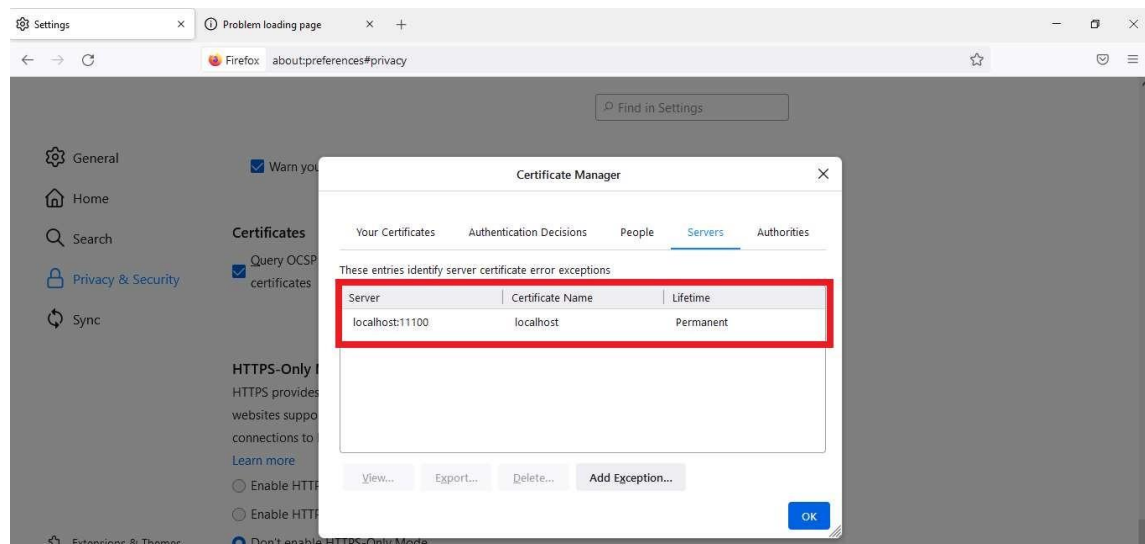 Settings
Problem loading page
Firefox about:preferences#privacy
Find in Settings
General
Home
Search
Privacy & Security
Sync
Extensions & Themes
Warn you
Certificates
Query OCSP
certificates
HTTPS-Only
HTTPS provides
websites suppo
connections to
Learn more
Enable HTTP
Enable HTTP
Don't enable HTTPS-Only Mode
Certificate Manager
Your Certificates Authentication Decisions People Servers Authorities
These entries identify server certificate error exceptions
Server Certificate Name Lifetime
localhost:11100 localhost Permanent
View... Export... Delete... Add Exception...
OK